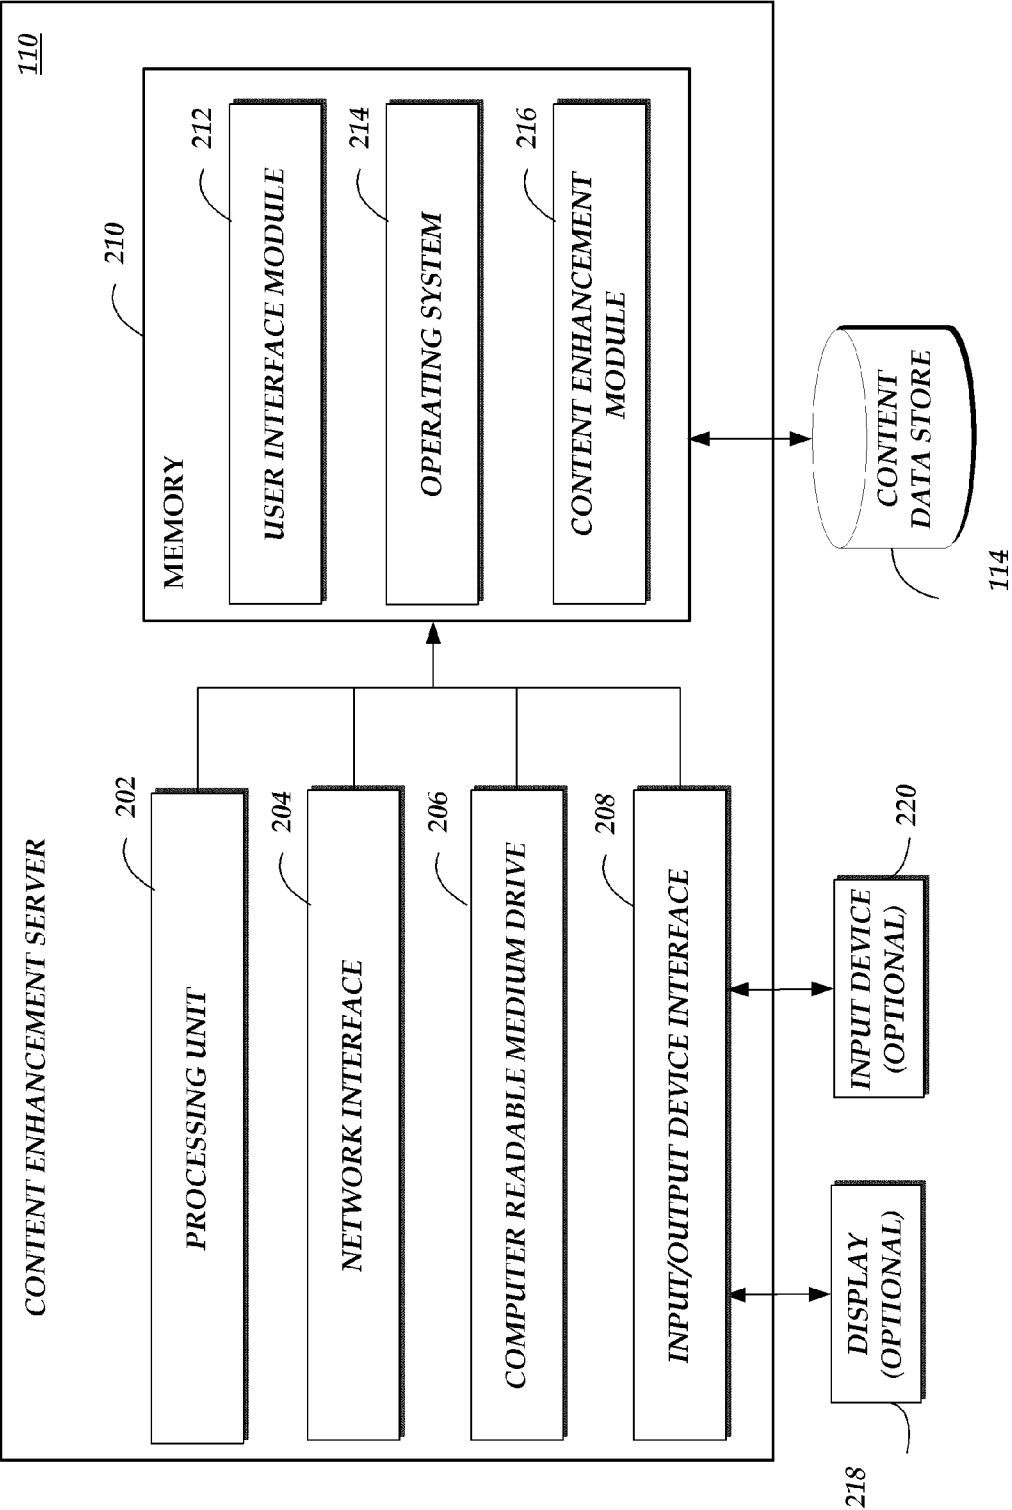 CONTENT ENHANCEMENT SERVER
110
202
PROCESSING UNIT
204
NETWORK INTERFACE
206
COMPUTER READABLE MEDIUM DRIVE
208
INPUT/OUTPUT DEVICE INTERFACE
210
MEMORY
212
USER INTERFACE MODULE
214
OPERATING SYSTEM
216
CONTENT ENHANCEMENT
MODULE
DISPLAY
(OPTIONAL)
218
INPUT DEVICE
(OPTIONAL)
220
CONTENT
DATA STORE
114